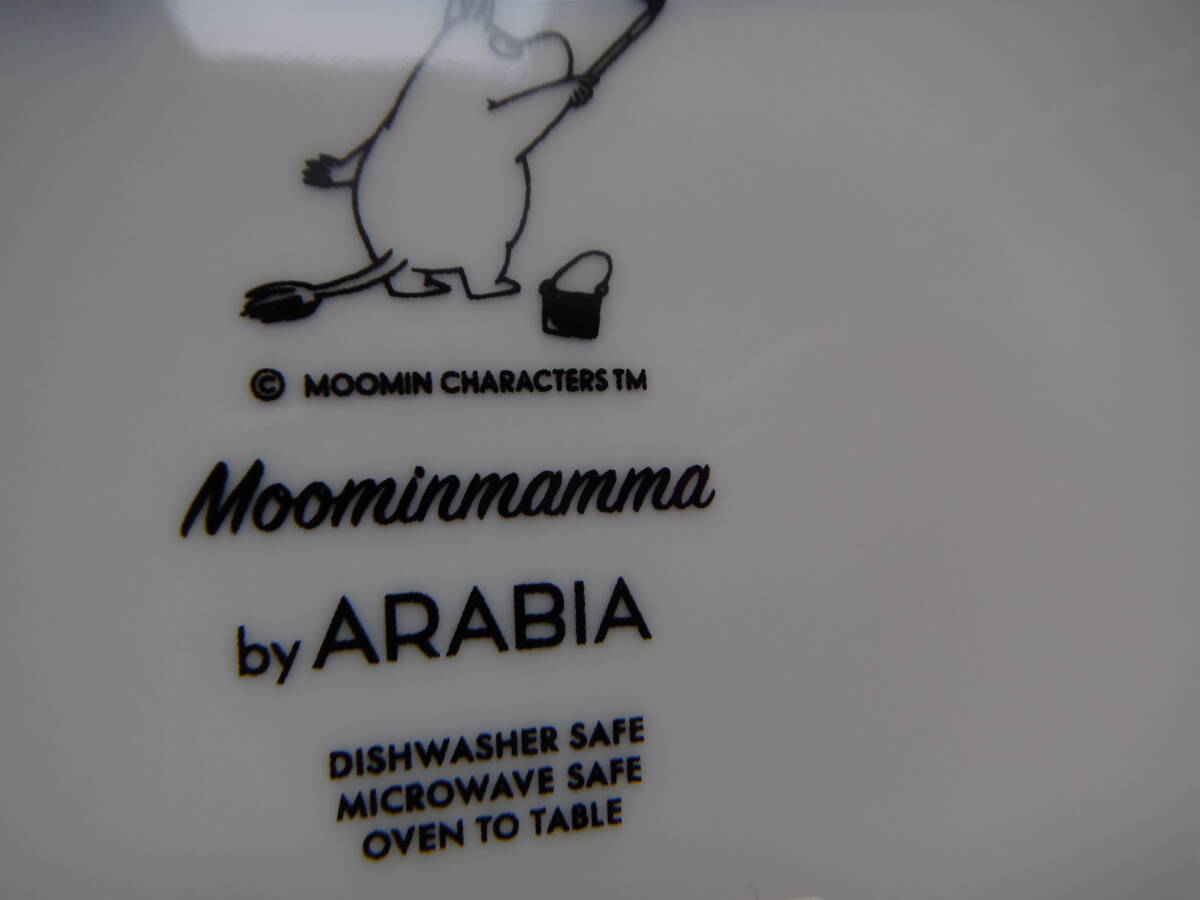 © MOOMIN CHARACTERS TM
Moominmamma
by ARABIA
DISHWASHER SAFE
MICROWAVE SAFE
OVEN TO TABLE